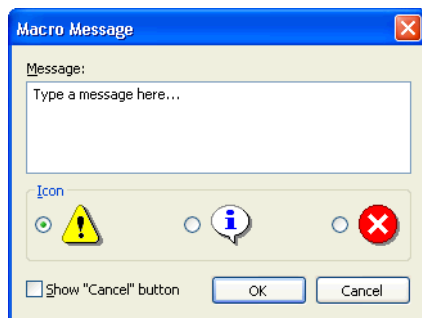 Macro Message
Message:
Type a message here...
Icon
Show "Cancel" button
OK
Cancel